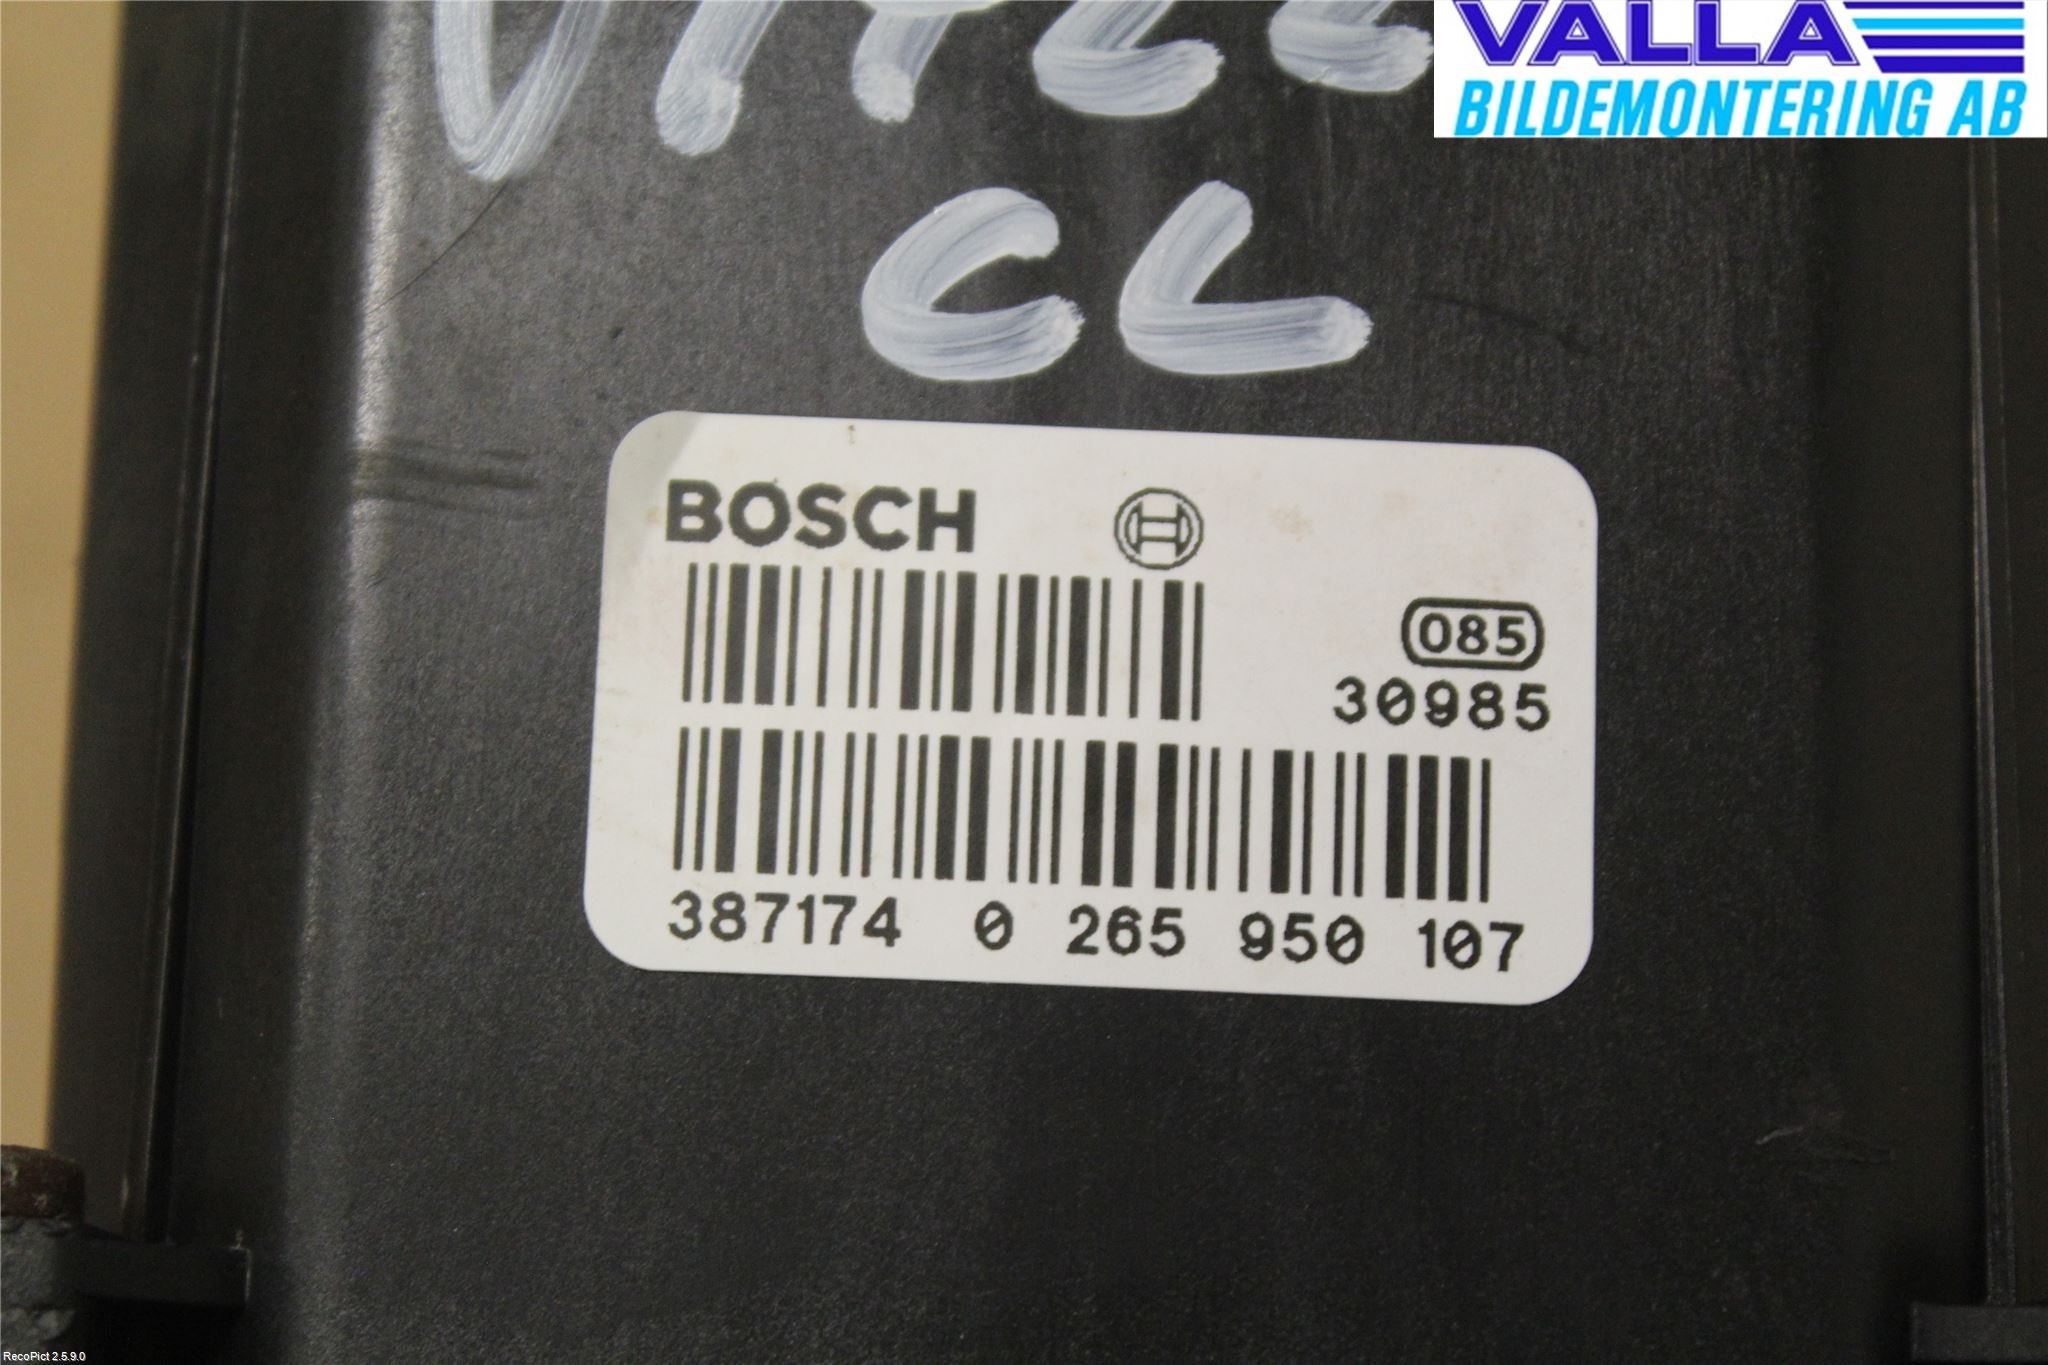 VALLA
BILDEMONTERING AB
CL
BOSCH
085
30985
387174 0 265 950 107
RecoPict 2.5.9.0